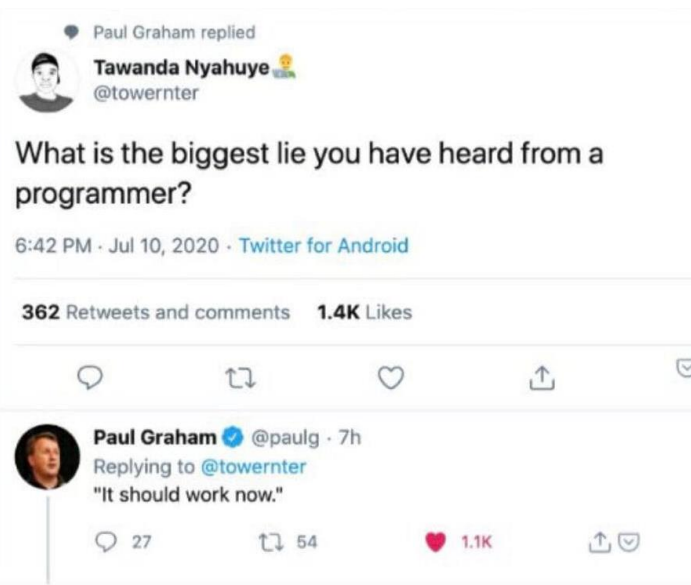 Paul Graham replied
Tawanda Nyahuye
@towernter
What is the biggest lie you have heard from a
programmer?
6:42 PM · Jul 10, 2020 · Twitter for Android
362 Retweets and comments 1.4K Likes
Paul Graham @paulg · 7h
Replying to @towernter
"It should work now."
27 54 1.1K